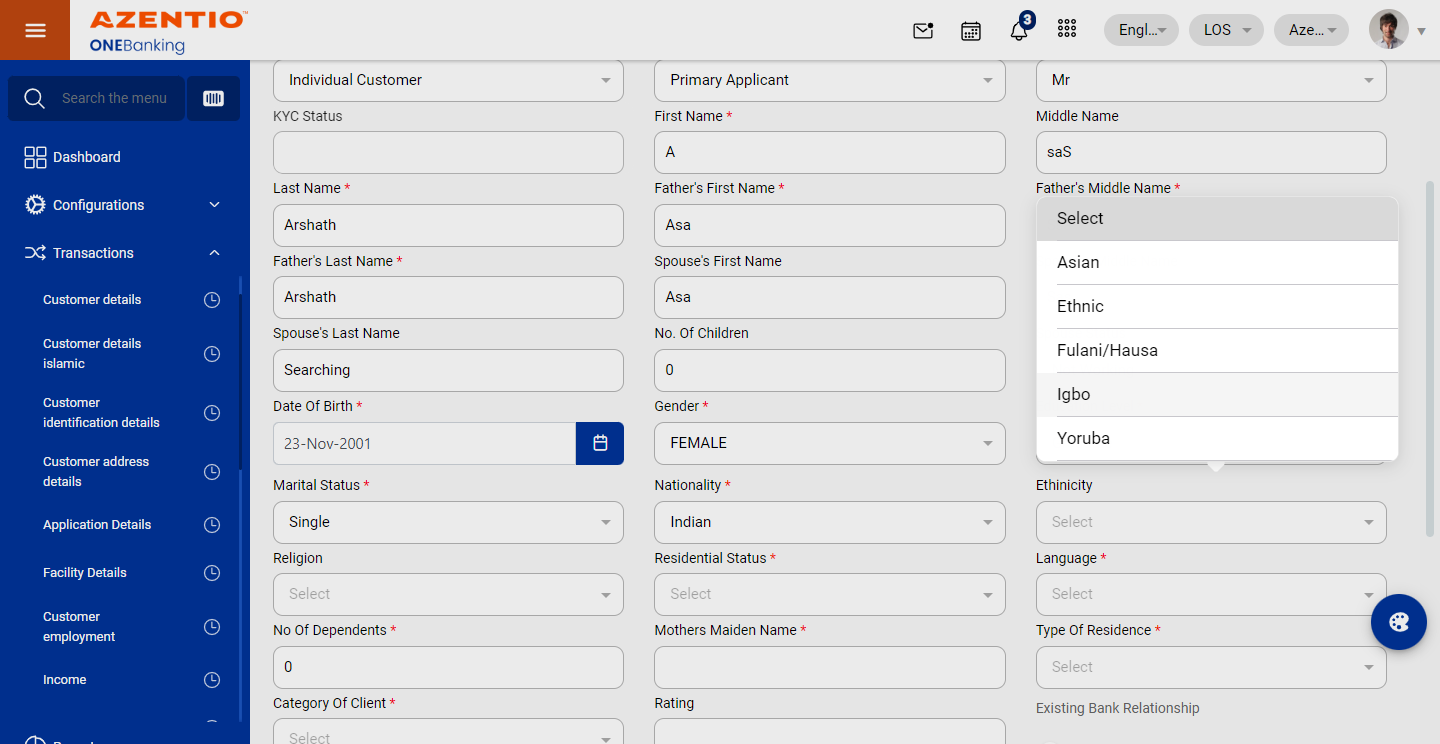 AZENTIO™
ONEBanking
3
Engl...
LOS
Aze...
Search the menu
Dashboard
Configurations
Transactions
Customer details
Customer details
islamic
Customer
identification details
Customer address
details
Application Details
Facility Details
Customer
employment
Income
Individual Customer
Primary Applicant
Mr
KYC Status
First Name *
Middle Name
A
saS
Last Name *
Father's First Name *
Father's Middle Name *
Arshath
Asa
Father's Last Name *
Spouse's First Name
Arshath
Asa
Spouse's Last Name
No. Of Children
Searching
0
Date Of Birth *
Gender *
23-Nov-2001
FEMALE
Select
Asian
Ethnic
Fulani/Hausa
Igbo
Yoruba
Marital Status *
Nationality *
Ethinicity
Single
Indian
Select
Religion
Residential Status *
Language *
Select
Select
Select
No Of Dependents *
Mothers Maiden Name *
Type Of Residence *
0
Select
Category Of Client *
Rating
Existing Bank Relationship
Select